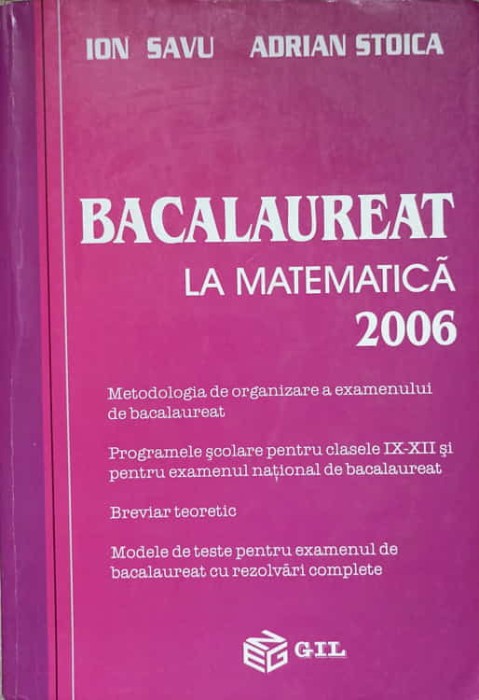 ION SAVU ADRIAN STOICA
BACALAUREAT
LA MATEMATICĂ
2006
Metodologia de organizare a examenului
de bacalaureat
Programele școlare pentru clasele IX-XII și
pentru examenul național de bacalaureat
Breviar teoretic
Modele de teste pentru examenul de
bacalaureat cu rezolvări complete
GIL